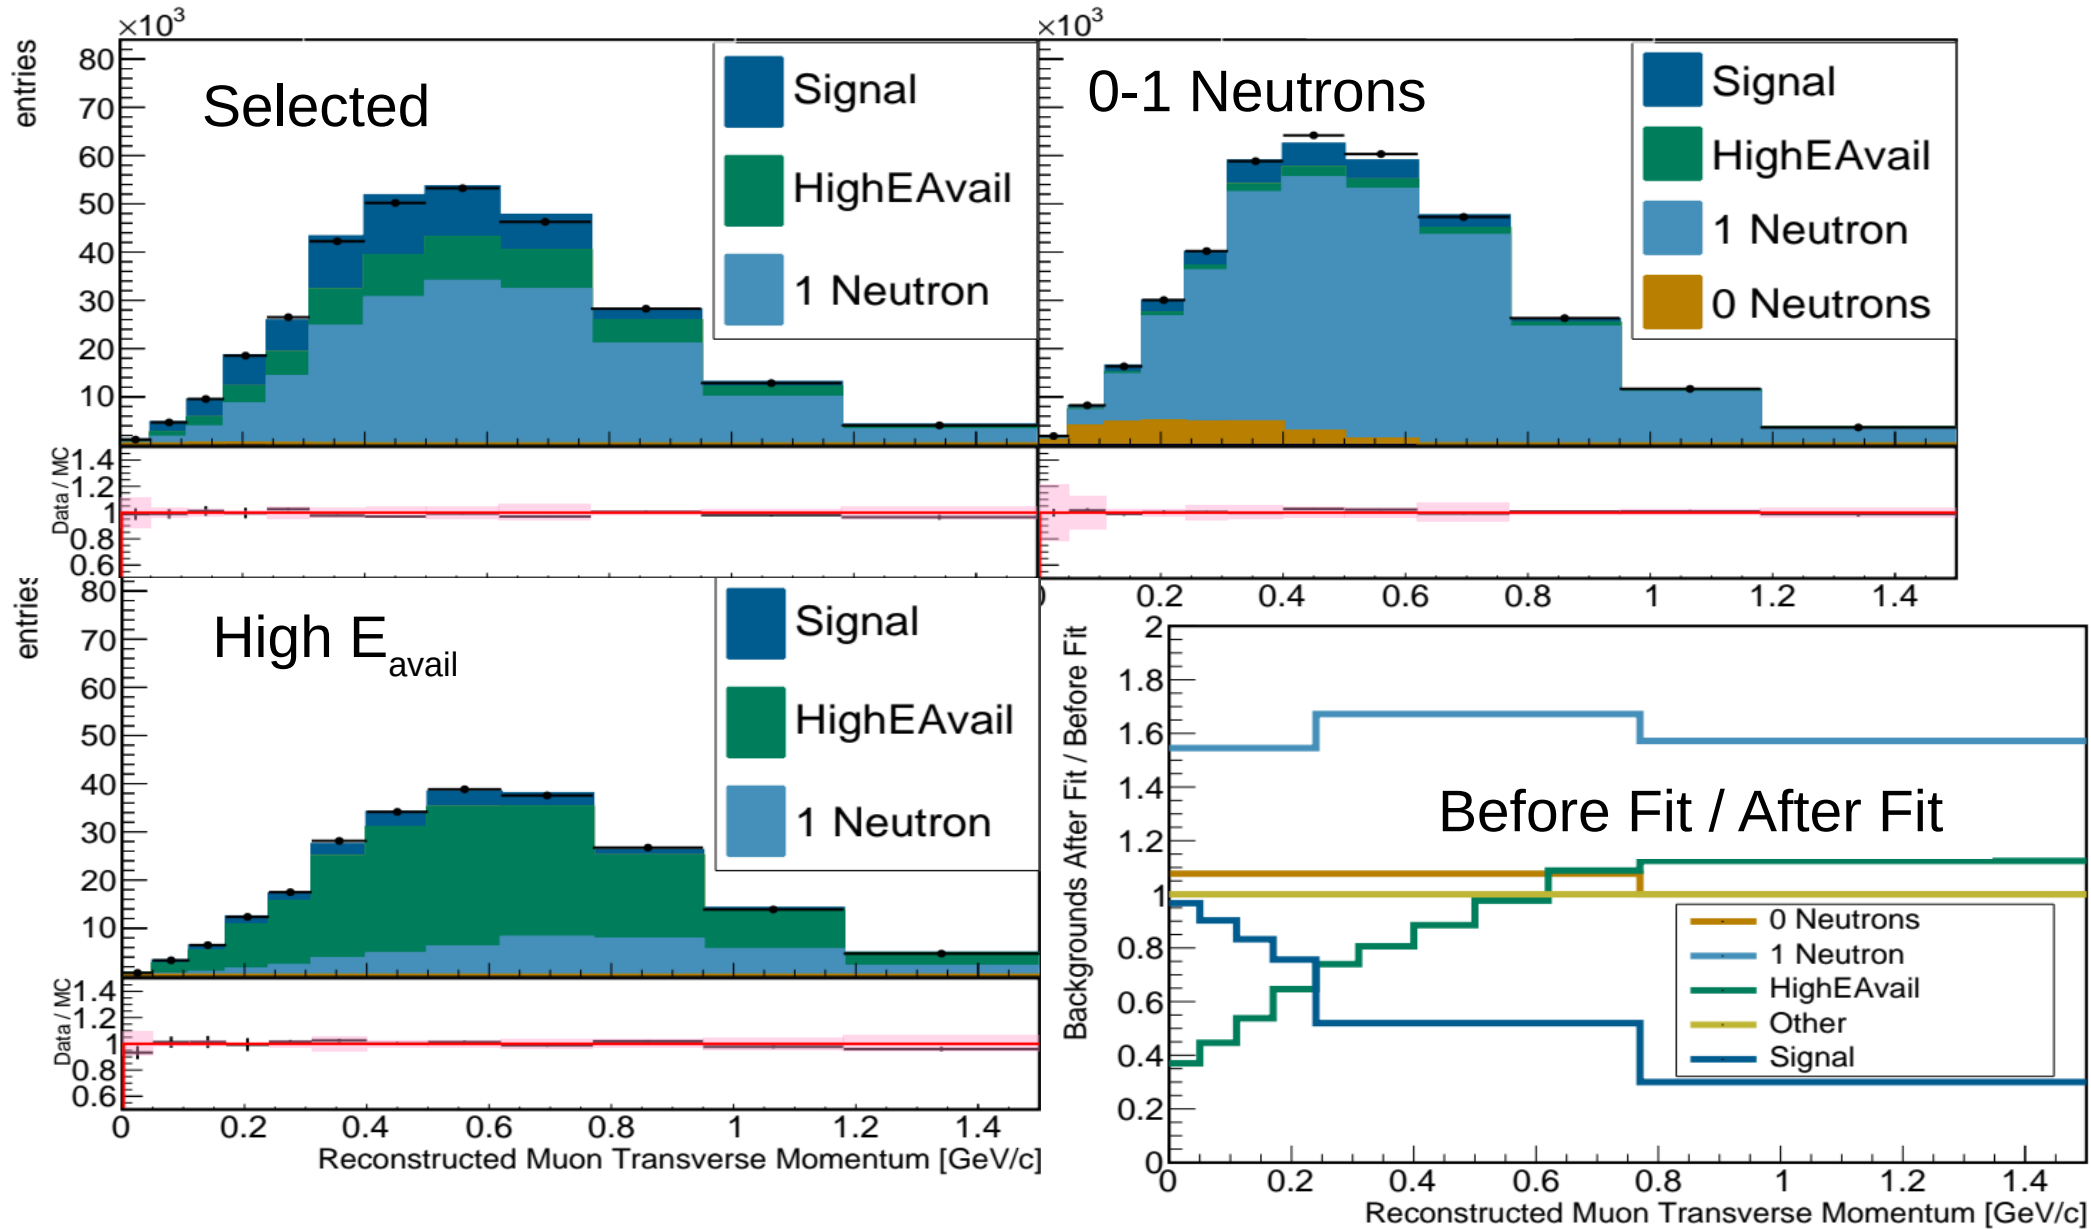 ×10³
entries
80
70
60
50
40
30
20
10
Selected
Signal
HighEAvail
1 Neutron
Data / MC
1.4
1.2
1
0.8
0.6
×10³
0-1 Neutrons
Signal
HighEAvail
1 Neutron
0 Neutrons
0.2
0.4
0.6
0.8
1
1.2
1.4
entries
80
70
60
50
40
30
20
10
High Eavail
Signal
HighEAvail
1 Neutron
Data / MC
1.4
1.2
1
0.8
0.6
0
0.2
0.4
0.6
0.8
1
1.2
1.4
Reconstructed Muon Transverse Momentum [GeV/c]
Backgrounds After Fit / Before Fit
2
1.8
1.6
1.4
1.2
1
0.8
0.6
0.4
0.2
0
Before Fit / After Fit
0 Neutrons
1 Neutron
HighEAvail
Other
Signal
0
0.2
0.4
0.6
0.8
1
1.2
1.4
Reconstructed Muon Transverse Momentum [GeV/c]